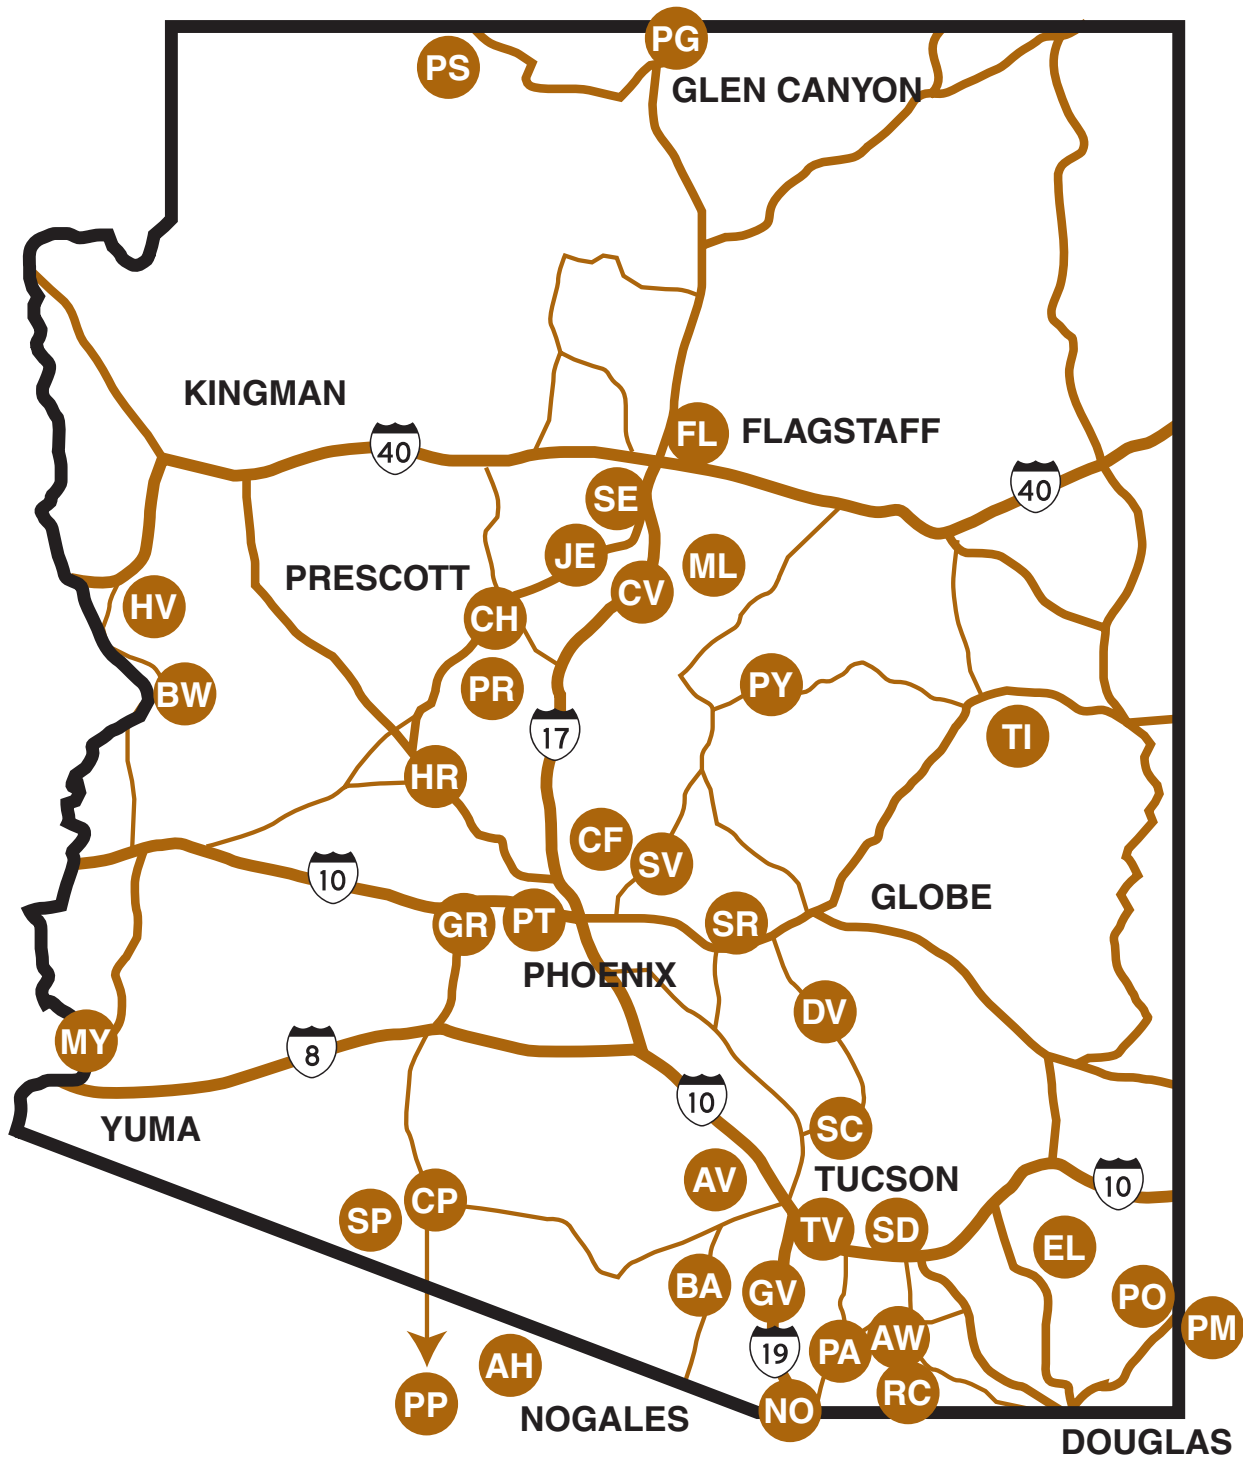 PG
PS
GLEN CANYON
KINGMAN
FL
FLAGSTAFF
40
40
SE
JE
ML
PRESCOTT
CV
HV
CH
PY
PR
BW
17
TI
HR
CF
SV
10
GLOBE
GR
PT
SR
PHOENIX
DV
MY
8
10
YUMA
SC
AV
TUCSON
10
CP
SP
TV
SD
EL
BA
GV
PO
PM
19
PA
AW
AH
RC
PP
NO
NOGALES
DOUGLAS